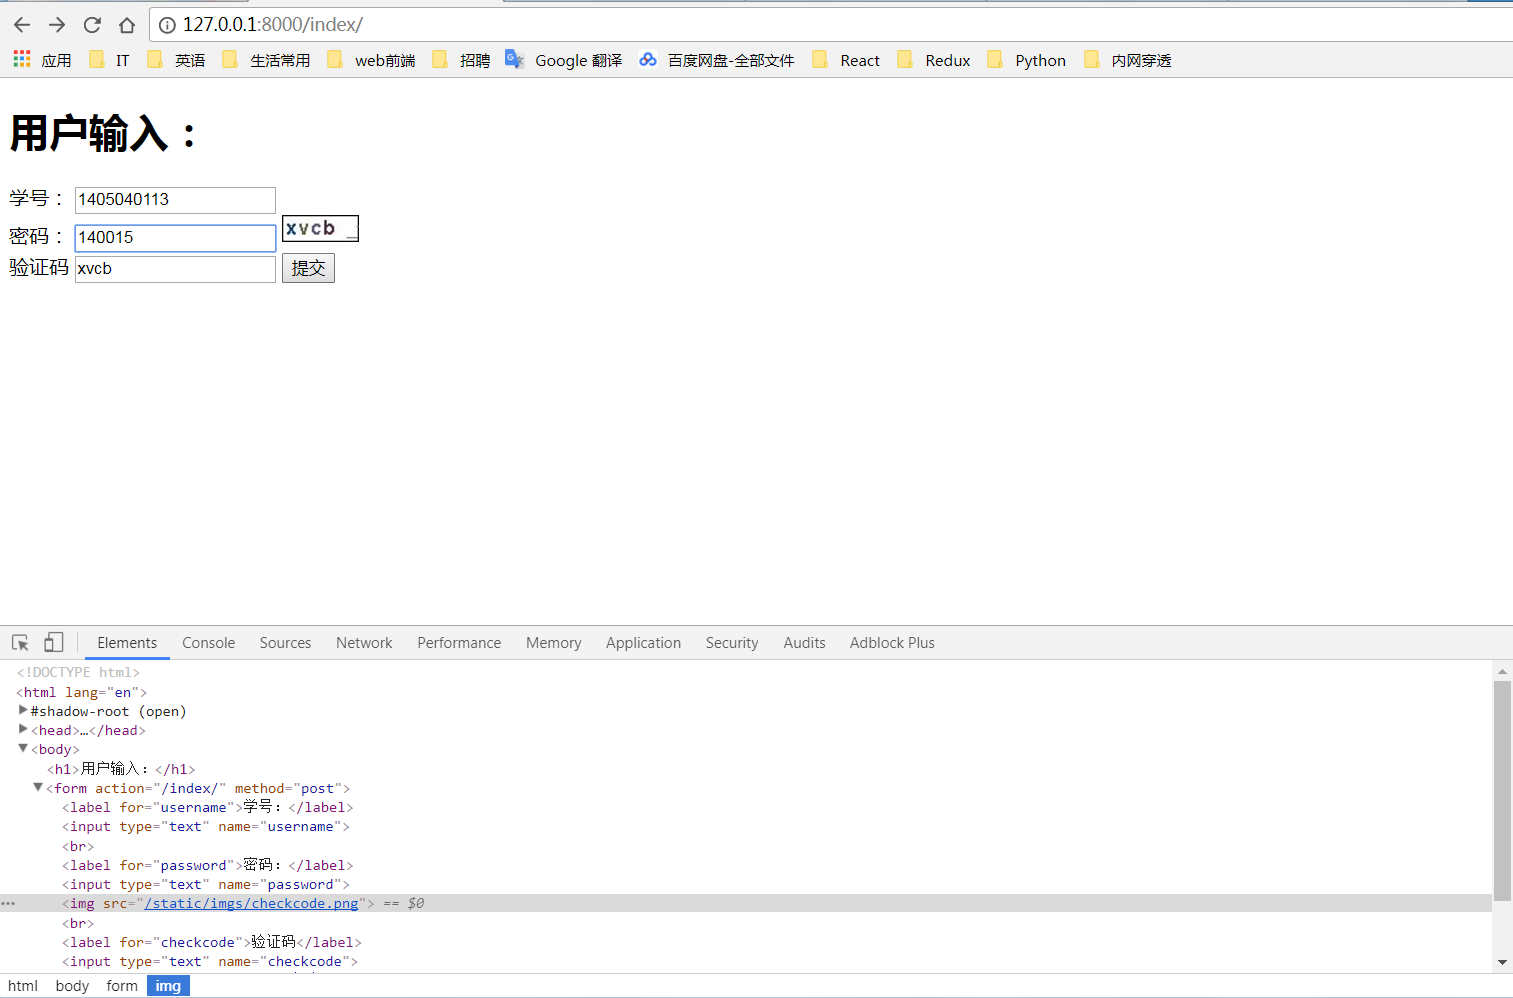 127.0.0.1:8000/index/
应用 IT 英语 生活常用 web前端 招聘 Google 翻译 百度网盘-全部文件 React Redux Python 内网穿透
用户输入：
学号： 1405040113
xvcb _
密码： 140015
验证码 xvcb 提交
Elements Console Sources Network Performance Memory Application Security Audits Adblock Plus
<!DOCTYPE html>
<html lang="en">
▶#shadow-root (open)
▶<head>…</head>
▼<body>
<h1>用户输入：</h1>
▼<form action="/index/" method="post">
<label for="username">学号：</label>
<input type="text" name="username">
<br>
<label for="password">密码：</label>
<input type="text" name="password">
••• <img src="/static/imgs/checkcode.png"> == $0
<br>
<label for="checkcode">验证码</label>
<input type="text" name="checkcode">
html body form img